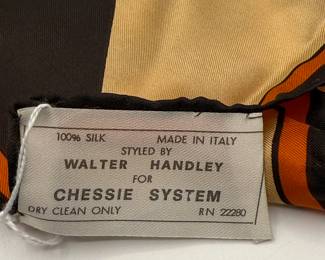 100% SILK MADE IN ITALY
STYLED BY
WALTER HANDLEY
FOR
CHESSIE SYSTEM
DRY CLEAN ONLY RN 22280